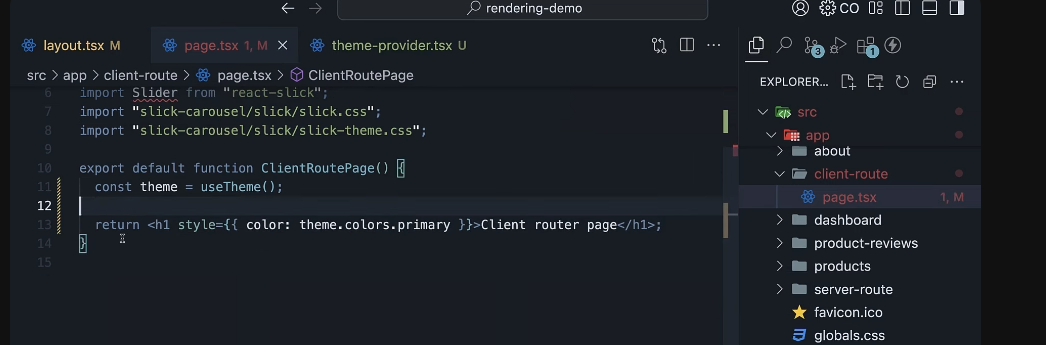 rendering-demo
CO
layout.tsx M
page.tsx 1, M
theme-provider.tsx U
3
1
src > app > client-route > page.tsx > ClientRoutePage
EXPLORER...
6 import Slider from "react-slick";
7 import "slick-carousel/slick/slick.css";
8 import "slick-carousel/slick/slick-theme.css";
9
10 export default function ClientRoutePage() {
11 const theme = useTheme();
12
13 return <h1 style={{ color: theme.colors.primary }}>Client router page</h1>;
14 }
15
src
app
about
client-route
page.tsx 1, M
dashboard
product-reviews
products
server-route
favicon.ico
globals.css